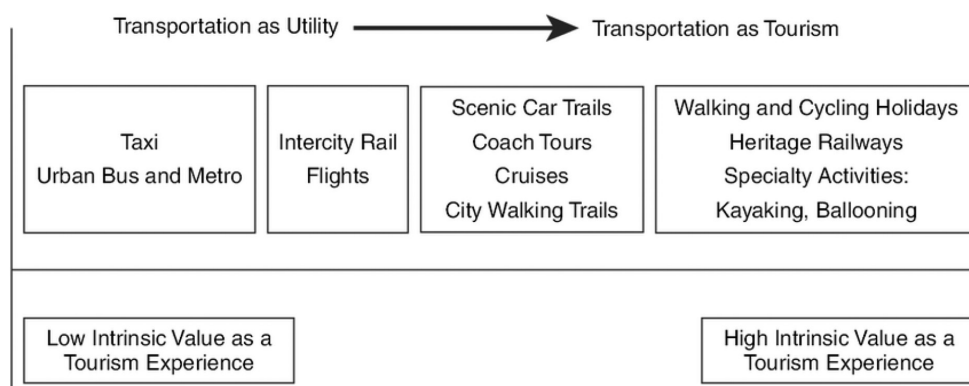 Transportation as Utility
Transportation as Tourism
Taxi
Urban Bus and Metro
Intercity Rail
Flights
Scenic Car Trails
Coach Tours
Cruises
City Walking Trails
Walking and Cycling Holidays
Heritage Railways
Specialty Activities:
Kayaking, Ballooning
Low Intrinsic Value as a
Tourism Experience
High Intrinsic Value as a
Tourism Experience